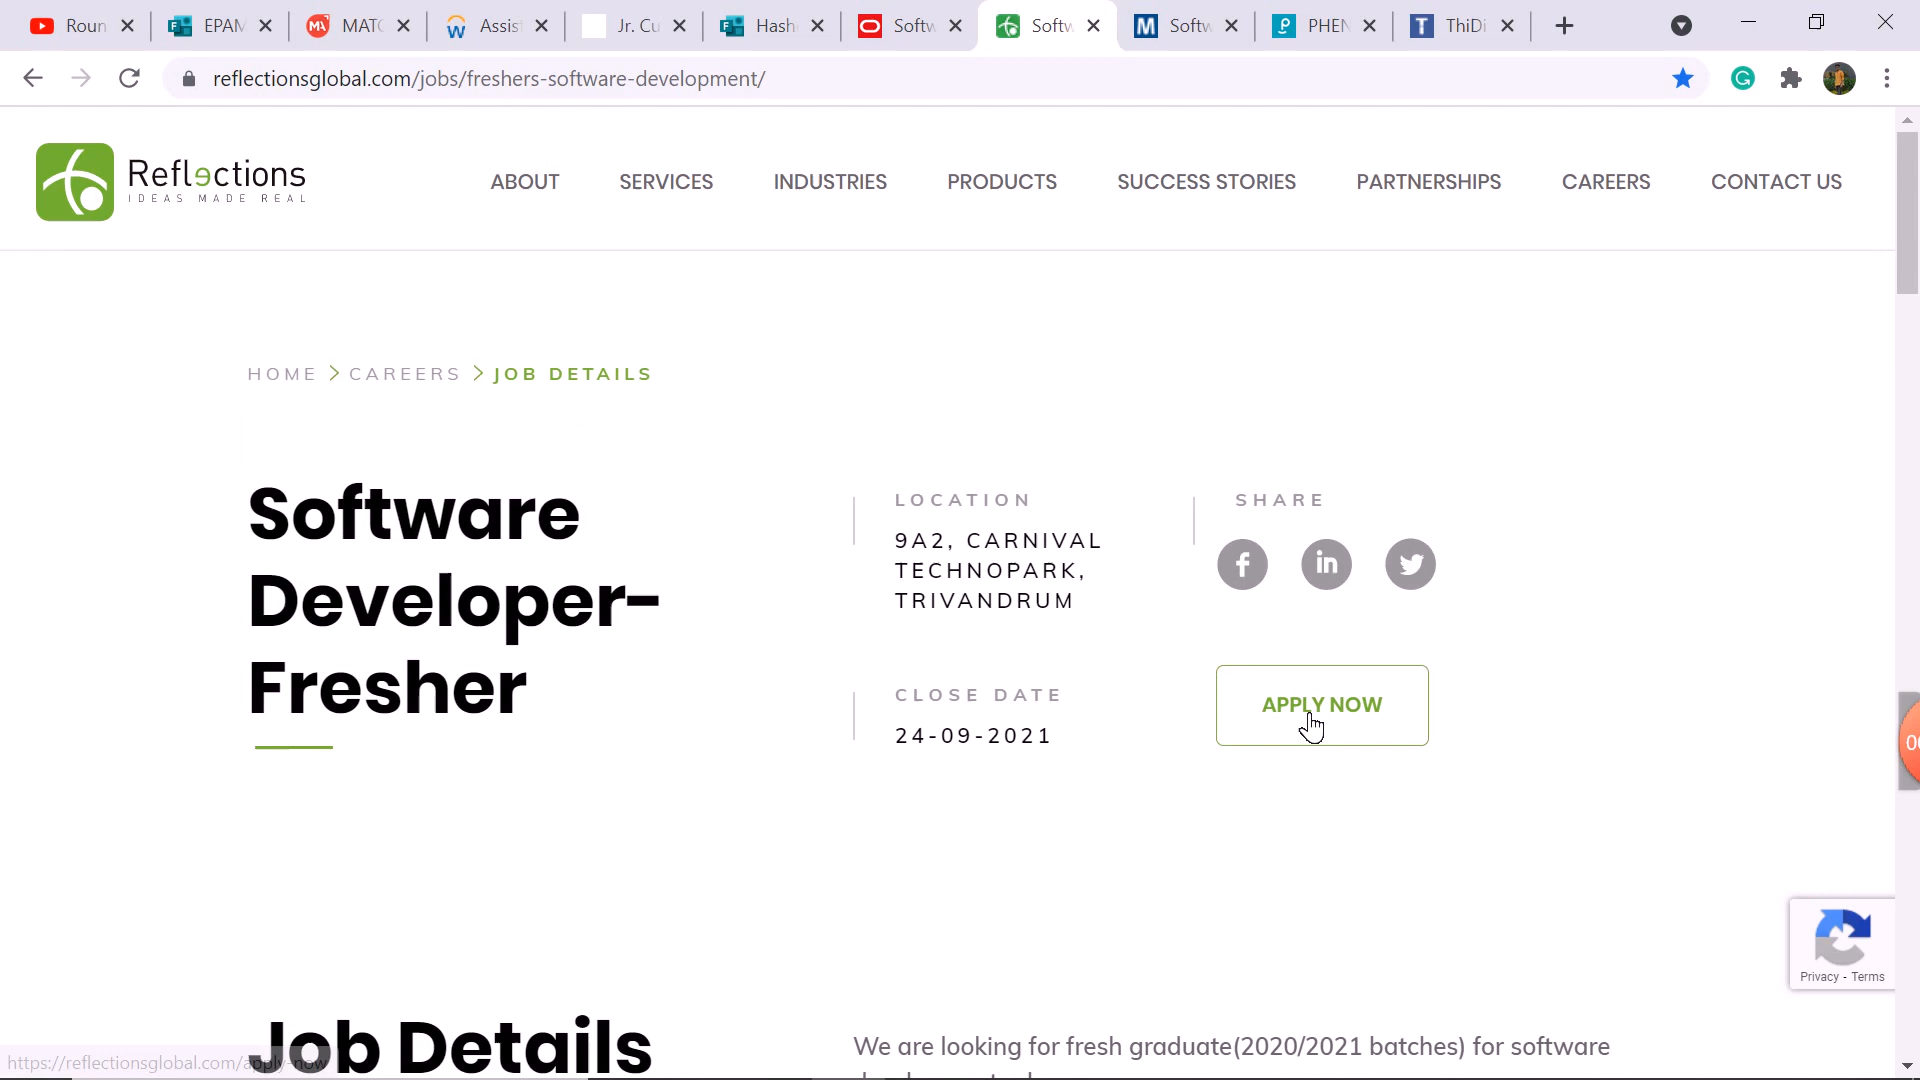 Roun
EPAM
MATC
Assis
Jr. Cu
Hash
Softw
Softw
Softw
PHEN
ThiDi
reflectionsglobal.com/jobs/freshers-software-development/
Reflections
IDEAS MADE REAL
ABOUT
SERVICES
INDUSTRIES
PRODUCTS
SUCCESS STORIES
PARTNERSHIPS
CAREERS
CONTACT US
HOME > CAREERS > JOB DETAILS
Software
Developer-
Fresher
LOCATION
9A2, CARNIVAL
TECHNOPARK,
TRIVANDRUM
SHARE
CLOSE DATE
24-09-2021
APPLY NOW
Privacy - Terms
Job Details
We are looking for fresh graduate(2020/2021 batches) for software
https://reflectionsglobal.com/apply-now